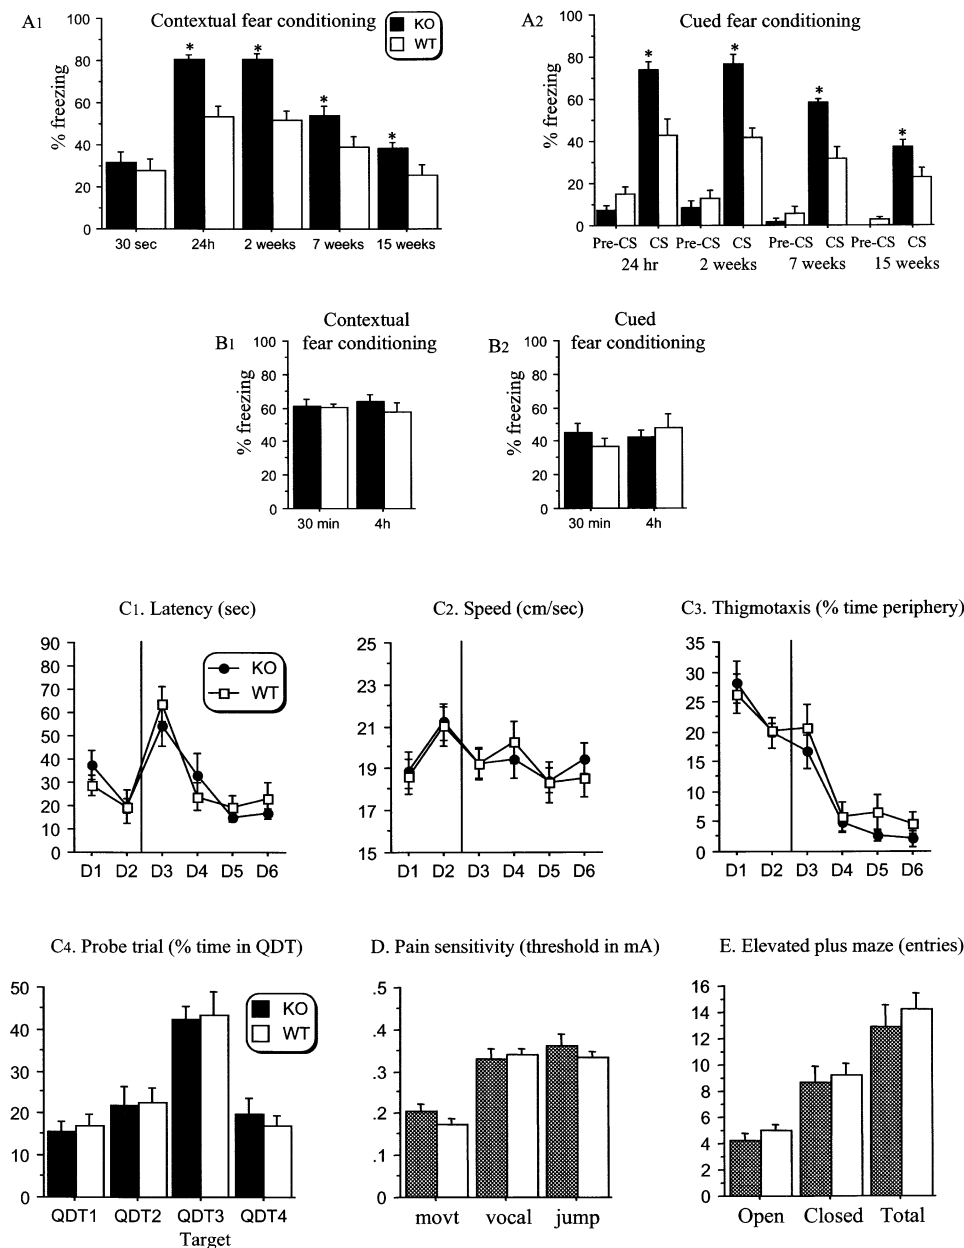 A1 Contextual fear conditioning
KO
WT
% freezing
100
80
60
40
20
0
* * * *
30 sec 24h 2 weeks 7 weeks 15 weeks
A2 Cued fear conditioning
% freezing
100
80
60
40
20
0
* * * *
Pre-CS CS Pre-CS CS Pre-CS CS Pre-CS CS
24 hr 2 weeks 7 weeks 15 weeks
B1 Contextual
fear conditioning
% freezing
100
80
60
40
20
0
30 min 4h
B2 Cued
fear conditioning
% freezing
100
80
60
40
20
0
30 min 4h
C1. Latency (sec)
90
80
70
60
50
40
30
20
10
0
KO
WT
D1 D2 D3 D4 D5 D6
C2. Speed (cm/sec)
25
23
21
19
17
15
D1 D2 D3 D4 D5 D6
C3. Thigmotaxis (% time periphery)
35
30
25
20
15
10
5
0
D1 D2 D3 D4 D5 D6
C4. Probe trial (% time in QDT)
50
40
30
20
10
0
KO
WT
QDT1 QDT2 QDT3 QDT4
Target
D. Pain sensitivity (threshold in mA)
.5
.4
.3
.2
.1
0
movt vocal jump
E. Elevated plus maze (entries)
16
14
12
10
8
6
4
2
0
Open Closed Total